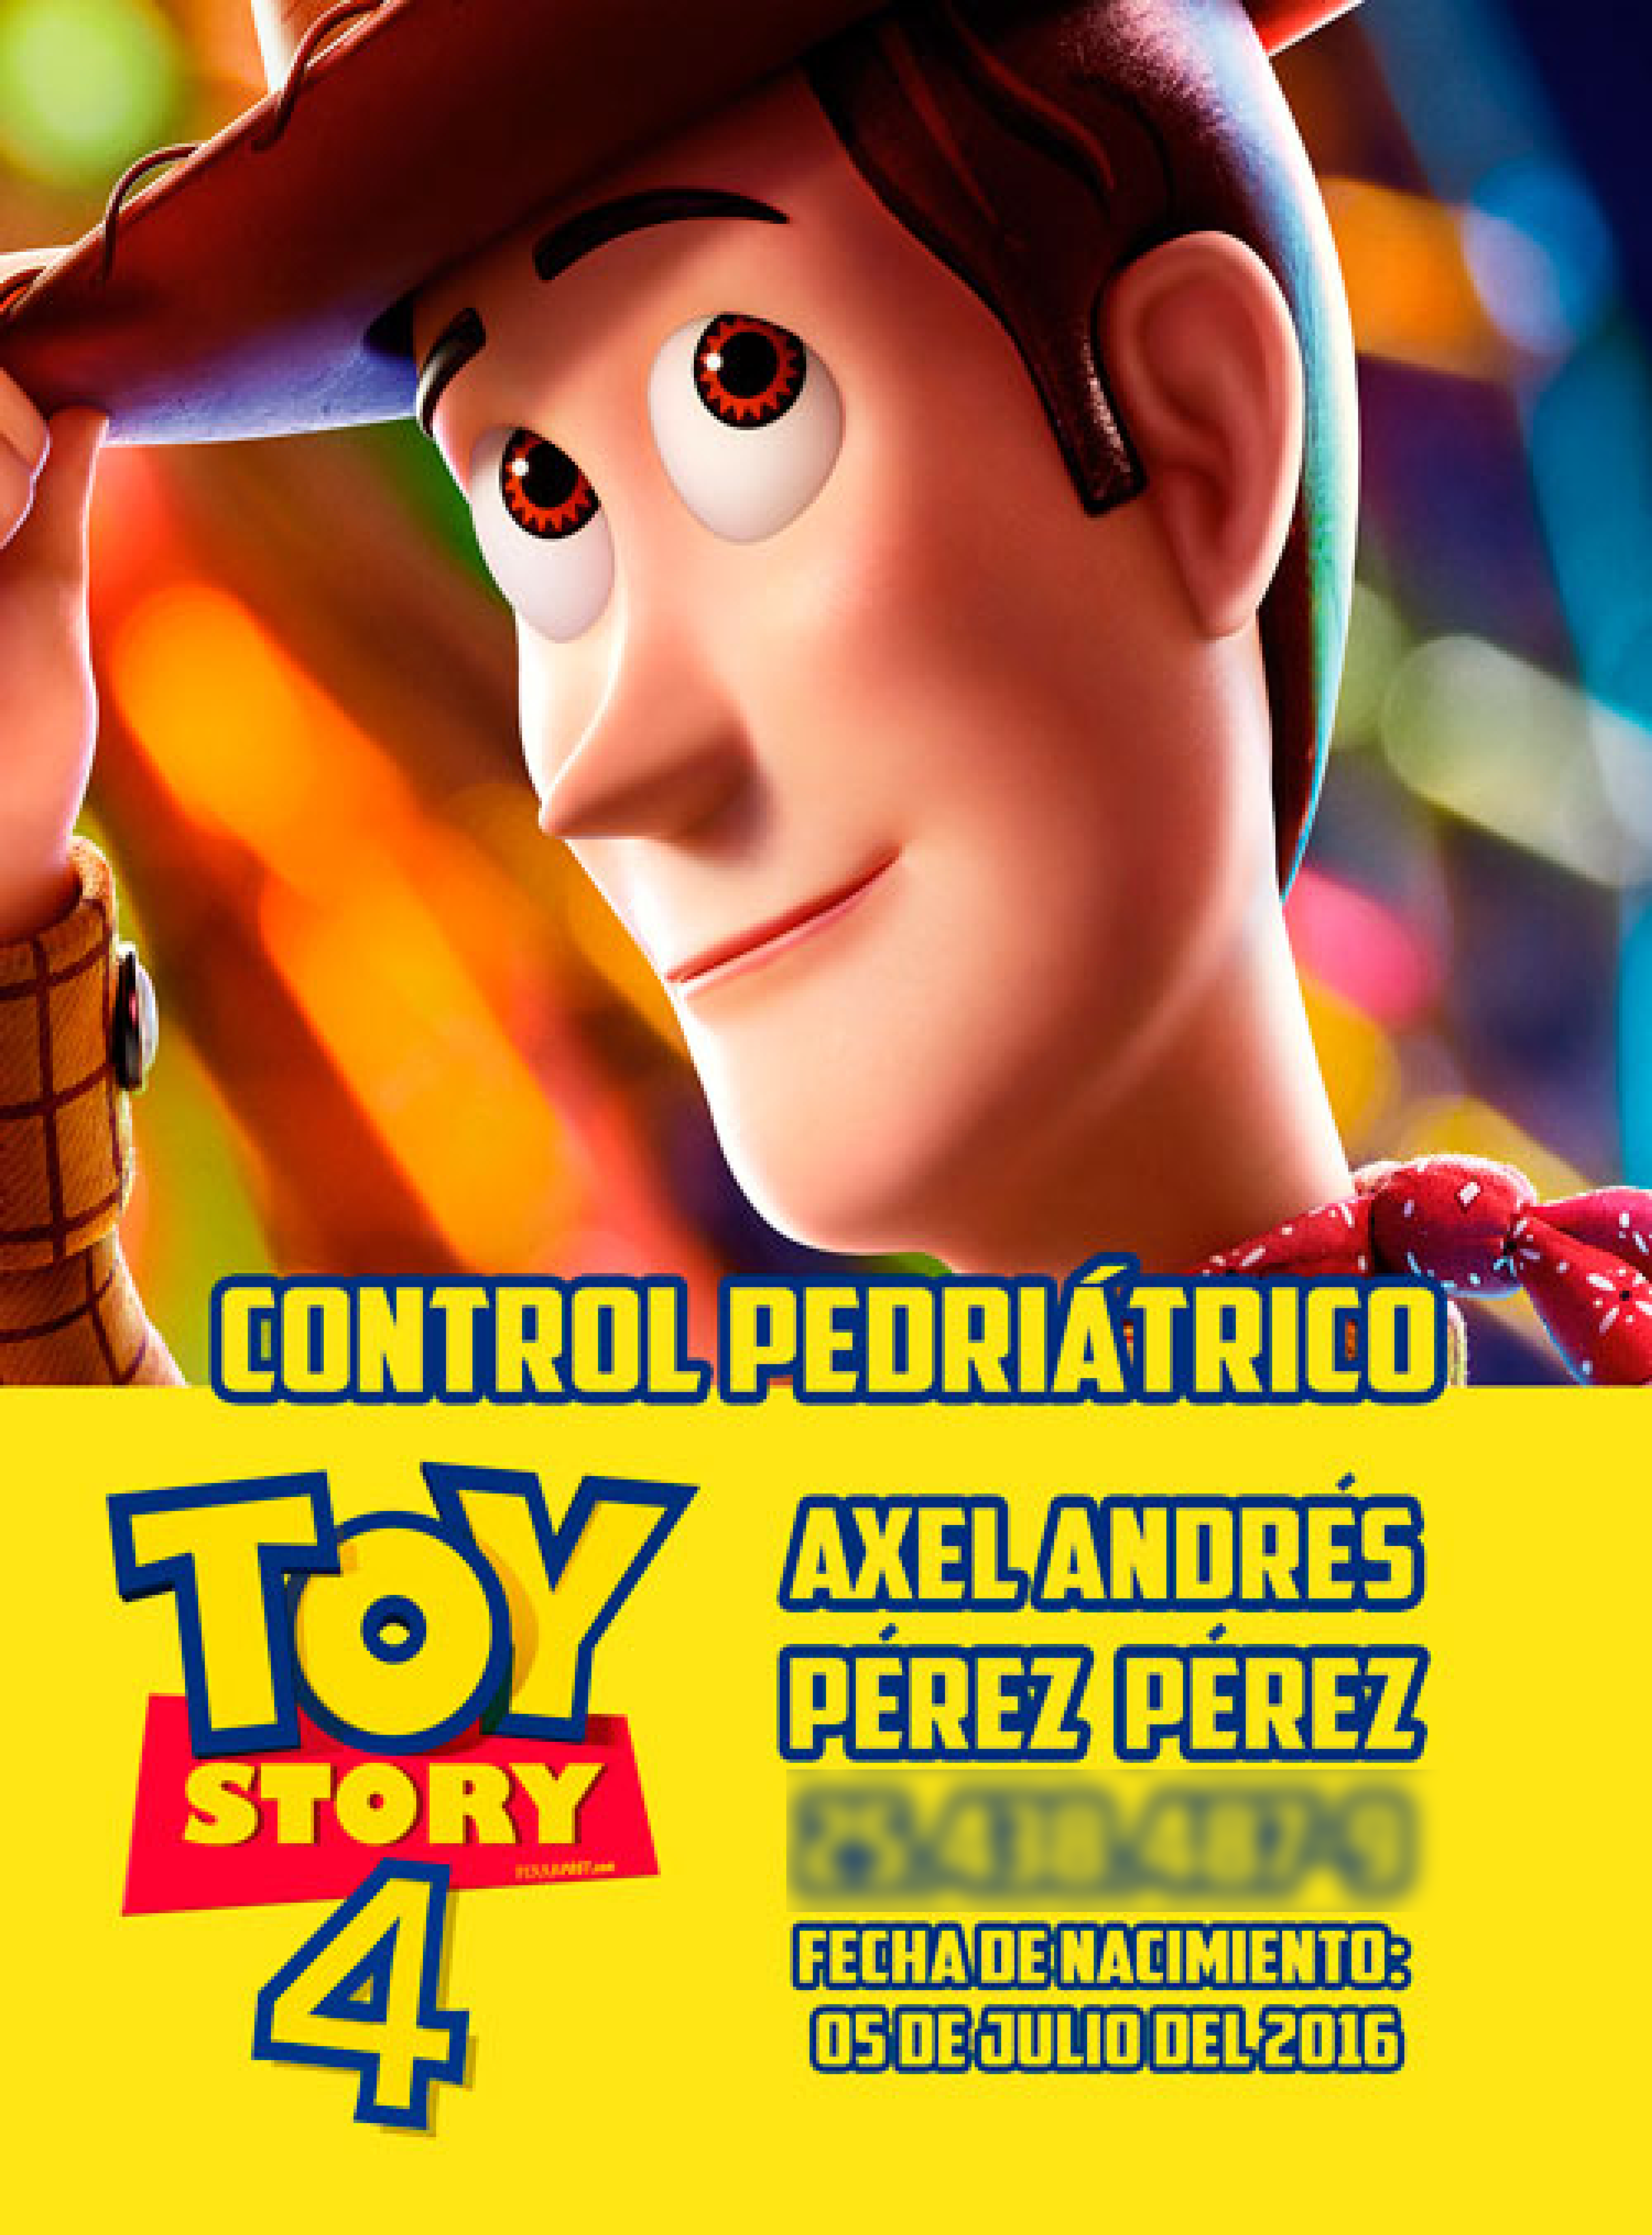 CONTROL PEDRIÁTRICO
TOY
STORY
4
AXEL ANDRÉS
PÉREZ PÉREZ
FECHA DE NACIMIENTO:
05 DE JULIO DEL 2016